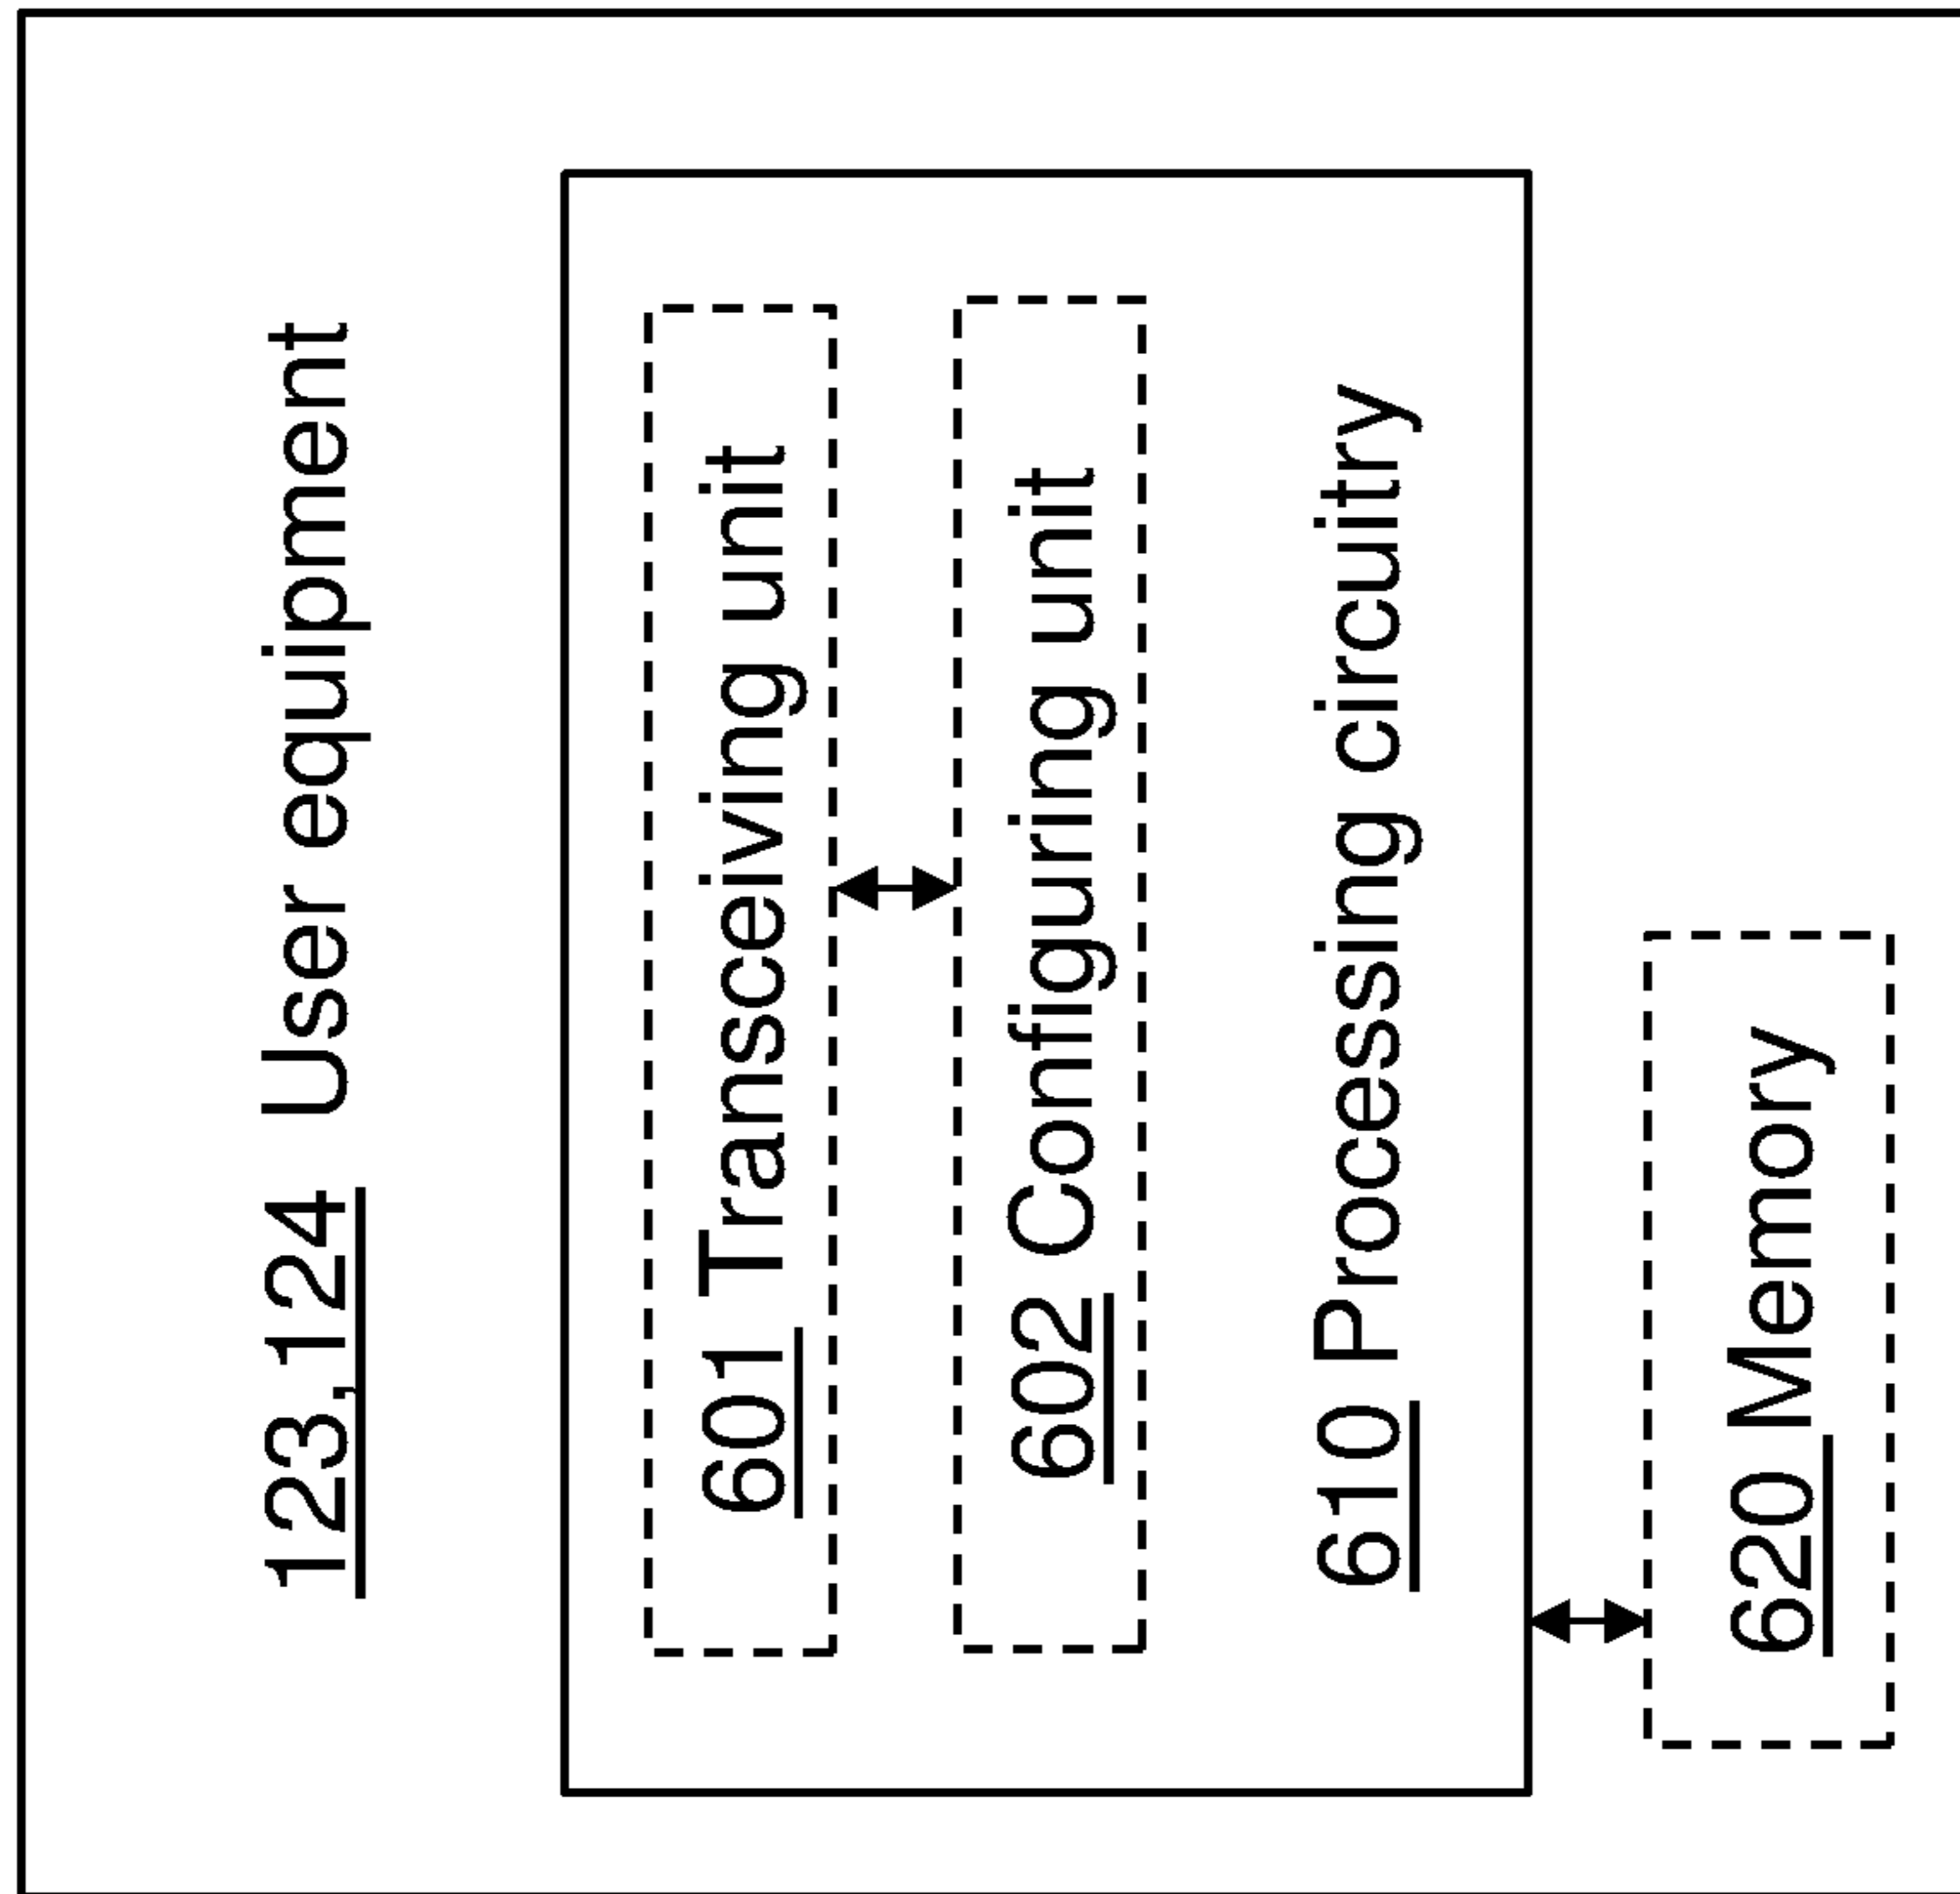 123,124 User equipment
601 Transceiving unit
602 Configuring unit
610 Processing circuitry
620 Memory